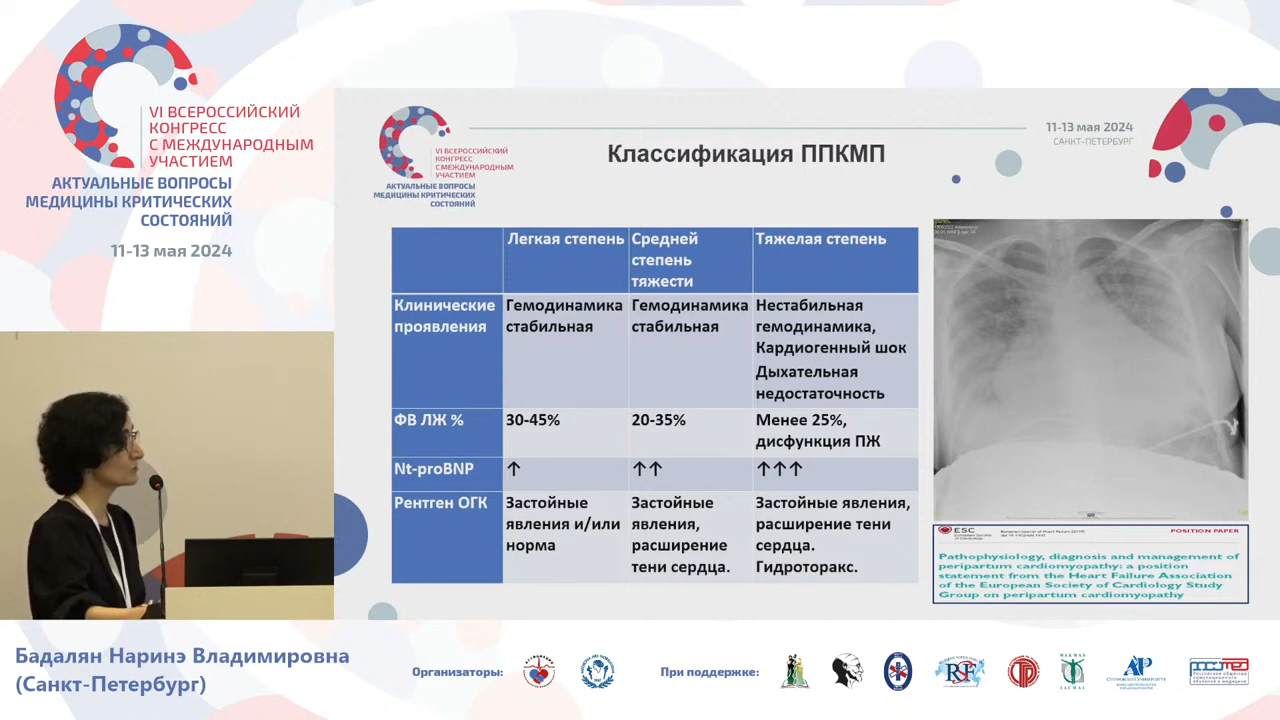 VI ВСЕРОССИЙСКИЙ
КОНГРЕСС
С МЕЖДУНАРОДНЫМ
УЧАСТИЕМ
АКТУАЛЬНЫЕ ВОПРОСЫ
МЕДИЦИНЫ КРИТИЧЕСКИХ
СОСТОЯНИЙ
11-13 мая 2024
VI ВСЕРОССИЙСКИЙ
КОНГРЕСС
С МЕЖДУНАРОДНЫМ
УЧАСТИЕМ
АКТУАЛЬНЫЕ ВОПРОСЫ
МЕДИЦИНЫ КРИТИЧЕСКИХ
СОСТОЯНИЙ
Классификация ППКМП
11-13 мая 2024
САНКТ-ПЕТЕРБУРГ
Легкая степень
Средней
степень
тяжести
Тяжелая степень
Клинические
проявления
Гемодинамика
стабильная
Гемодинамика
стабильная
Нестабильная
гемодинамика,
Кардиогенный шок
Дыхательная
недостаточность
ФВ ЛЖ %
30-45%
20-35%
Менее 25%,
дисфункция ПЖ
Nt-proBNP
↑
↑↑
↑↑↑
Рентген ОГК
Застойные
явления и/или
норма
Застойные
явления,
расширение
тени сердца.
Застойные явления,
расширение тени
сердца.
Гидроторакс.
ESC
POSITION PAPER
Pathophysiology, diagnosis and management of
peripartum cardiomyopathy: a position
statement from the Heart Failure Association
of the European Society of Cardiology Study
Group on peripartum cardiomyopathy
Бадалян Наринэ Владимировна
(Санкт-Петербург)
Организаторы:
При поддержке: